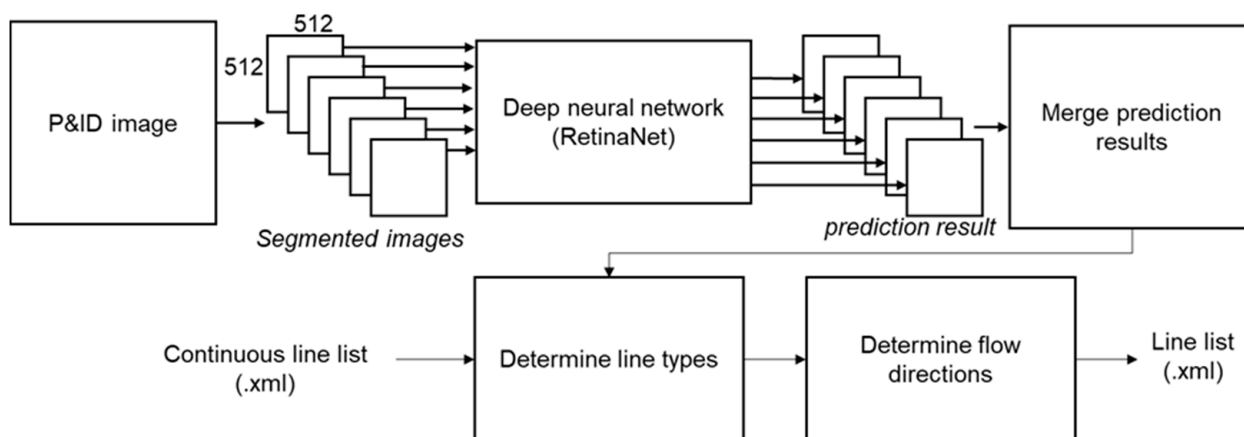 512
512
P&ID image
Segmented images
Deep neural network
(RetinaNet)
prediction result
Merge prediction
results
Continuous line list
(.xml)
Determine line types
Determine flow
directions
Line list
(.xml)